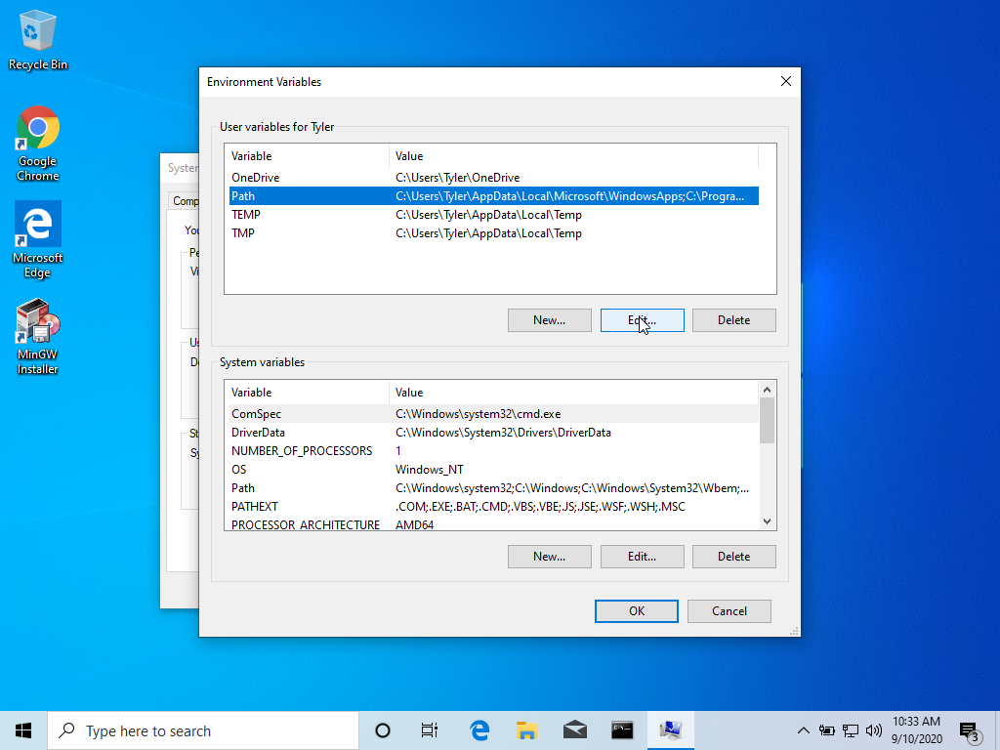 Recycle Bin
Google
Chrome
Microsoft
Edge
MinGW
Installer
System
Comp
You
Pe
Vi
Us
De
St
Sy
Environment Variables
User variables for Tyler
Variable Value
OneDrive C:\Users\Tyler\OneDrive
Path C:\Users\Tyler\AppData\Local\Microsoft\WindowsApps;C:\Progra...
TEMP C:\Users\Tyler\AppData\Local\Temp
TMP C:\Users\Tyler\AppData\Local\Temp
New... Edit... Delete
System variables
Variable Value
ComSpec C:\Windows\system32\cmd.exe
DriverData C:\Windows\System32\Drivers\DriverData
NUMBER_OF_PROCESSORS 1
OS Windows_NT
Path C:\Windows\system32;C:\Windows;C:\Windows\System32\Wbem;...
PATHEXT .COM;.EXE;.BAT;.CMD;.VBS;.VBE;.JS;.JSE;.WSF;.WSH;.MSC
PROCESSOR_ARCHITECTURE AMD64
New... Edit... Delete
OK Cancel
Type here to search
10:33 AM
9/10/2020
3